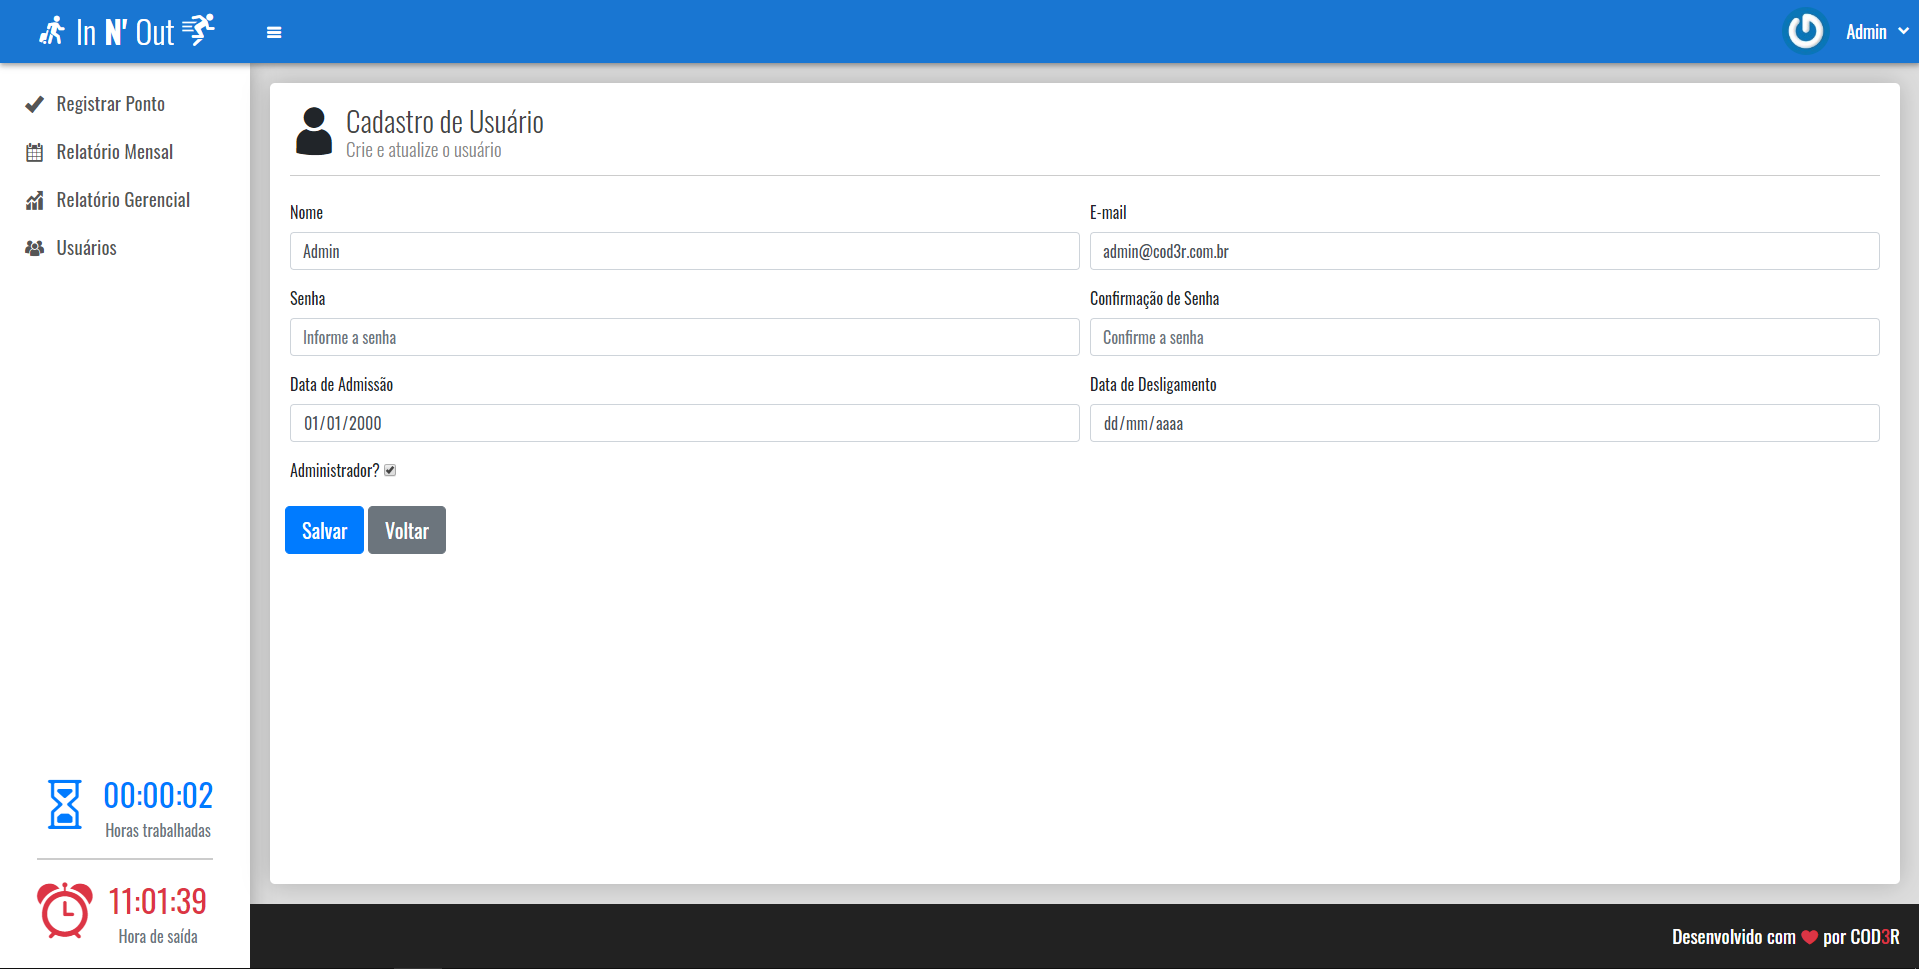 In N' Out
Admin
Registrar Ponto
Relatório Mensal
Relatório Gerencial
Usuários
Cadastro de Usuário
Crie e atualize o usuário
Nome
E-mail
Admin
admin@cod3r.com.br
Senha
Confirmação de Senha
Informe a senha
Confirme a senha
Data de Admissão
Data de Desligamento
01/01/2000
dd/mm/aaaa
Administrador?
Salvar
Voltar
00:00:02
Horas trabalhadas
11:01:39
Hora de saída
Desenvolvido com por COD3R